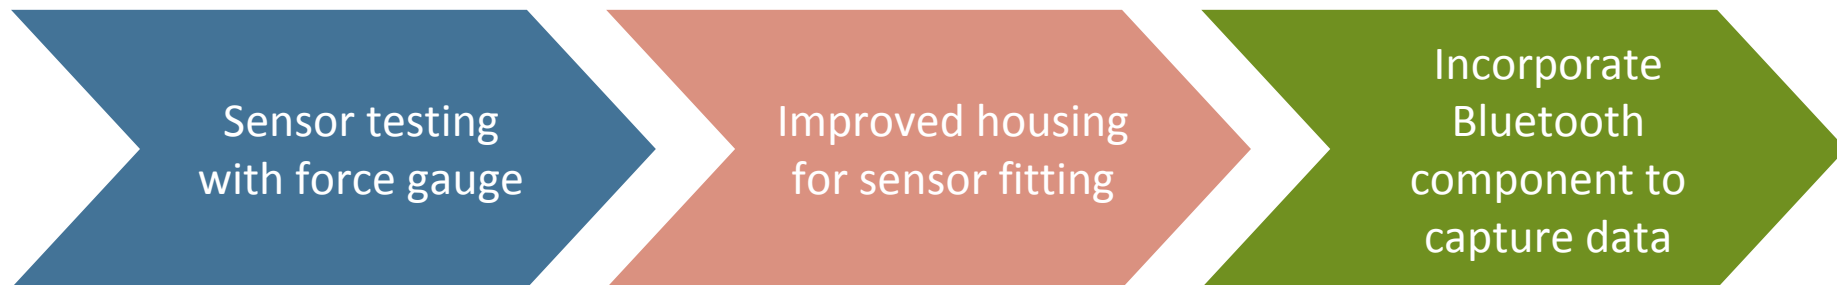 Sensor testing
with force gauge
Improved housing
for sensor fitting
Incorporate
Bluetooth
component to
capture data